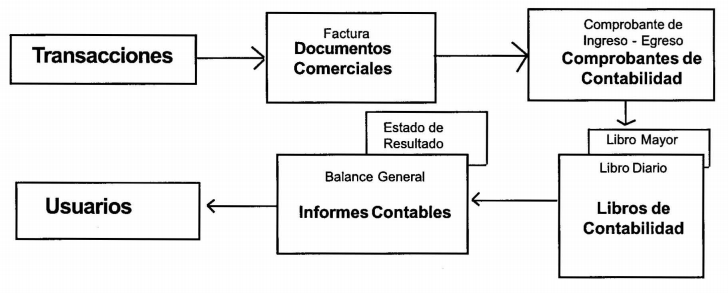 Transacciones
Factura
Documentos
Comerciales
Comprobante de
Ingreso - Egreso
Comprobantes de
Contabilidad
Libro Mayor
Libro Diario
Libros de
Contabilidad
Estado de
Resultado
Balance General
Informes Contables
Usuarios